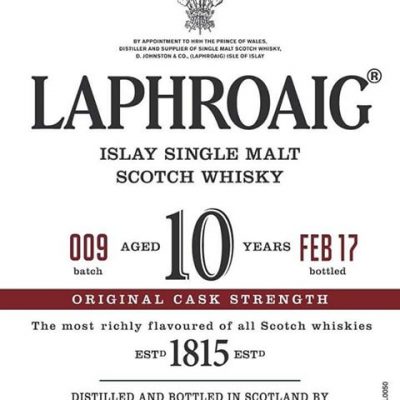 BY APPOINTMENT TO HRH THE PRINCE OF WALES,
DISTILLER AND SUPPLIER OF SINGLE MALT SCOTCH WHISKY,
D. JOHNSTON & CO., (LAPHROAIG) ISLE OF ISLAY
LAPHROAIG®
ISLAY SINGLE MALT
SCOTCH WHISKY
009 AGED 10 YEARS FEB 17
batch bottled
ORIGINAL CASK STRENGTH
The most richly flavoured of all Scotch whiskies
ESTD 1815 ESTD
DISTILLED AND BOTTLED IN SCOTLAND BY